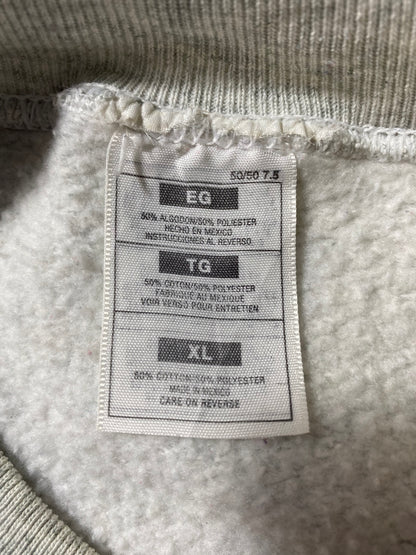 50/50 7.5
EG
50% ALGODON/50% POLIESTER
HECHO EN MEXICO
INSTRUCCIONES AL REVERSO.
TG
50% COTON/50% POLYESTER
FABRIQUÉ AU MEXIQUE
VOIR VERSO POUR ENTRETIEN
XL
50% COTTON/50% POLYESTER
MADE IN MEXICO
CARE ON REVERSE